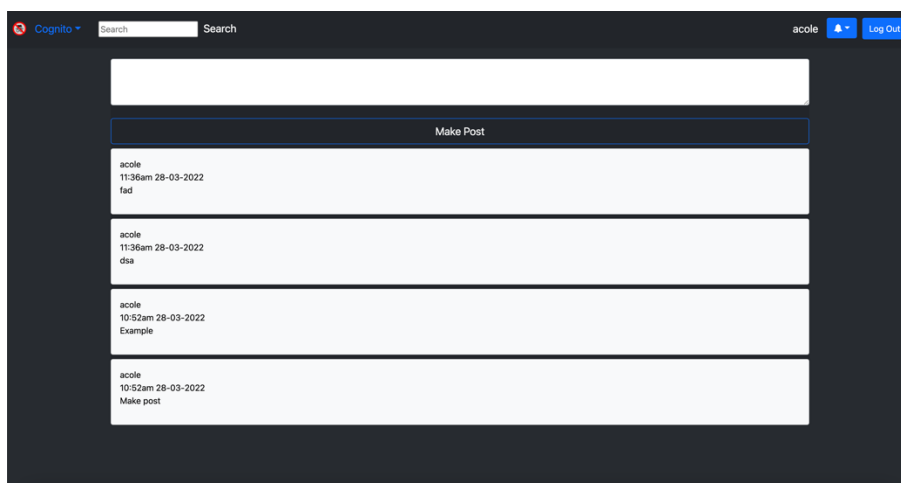 Cognito
Search
Search
acole
Log Out
Make Post
acole
11:36am 28-03-2022
fad
acole
11:36am 28-03-2022
dsa
acole
10:52am 28-03-2022
Example
acole
10:52am 28-03-2022
Make post